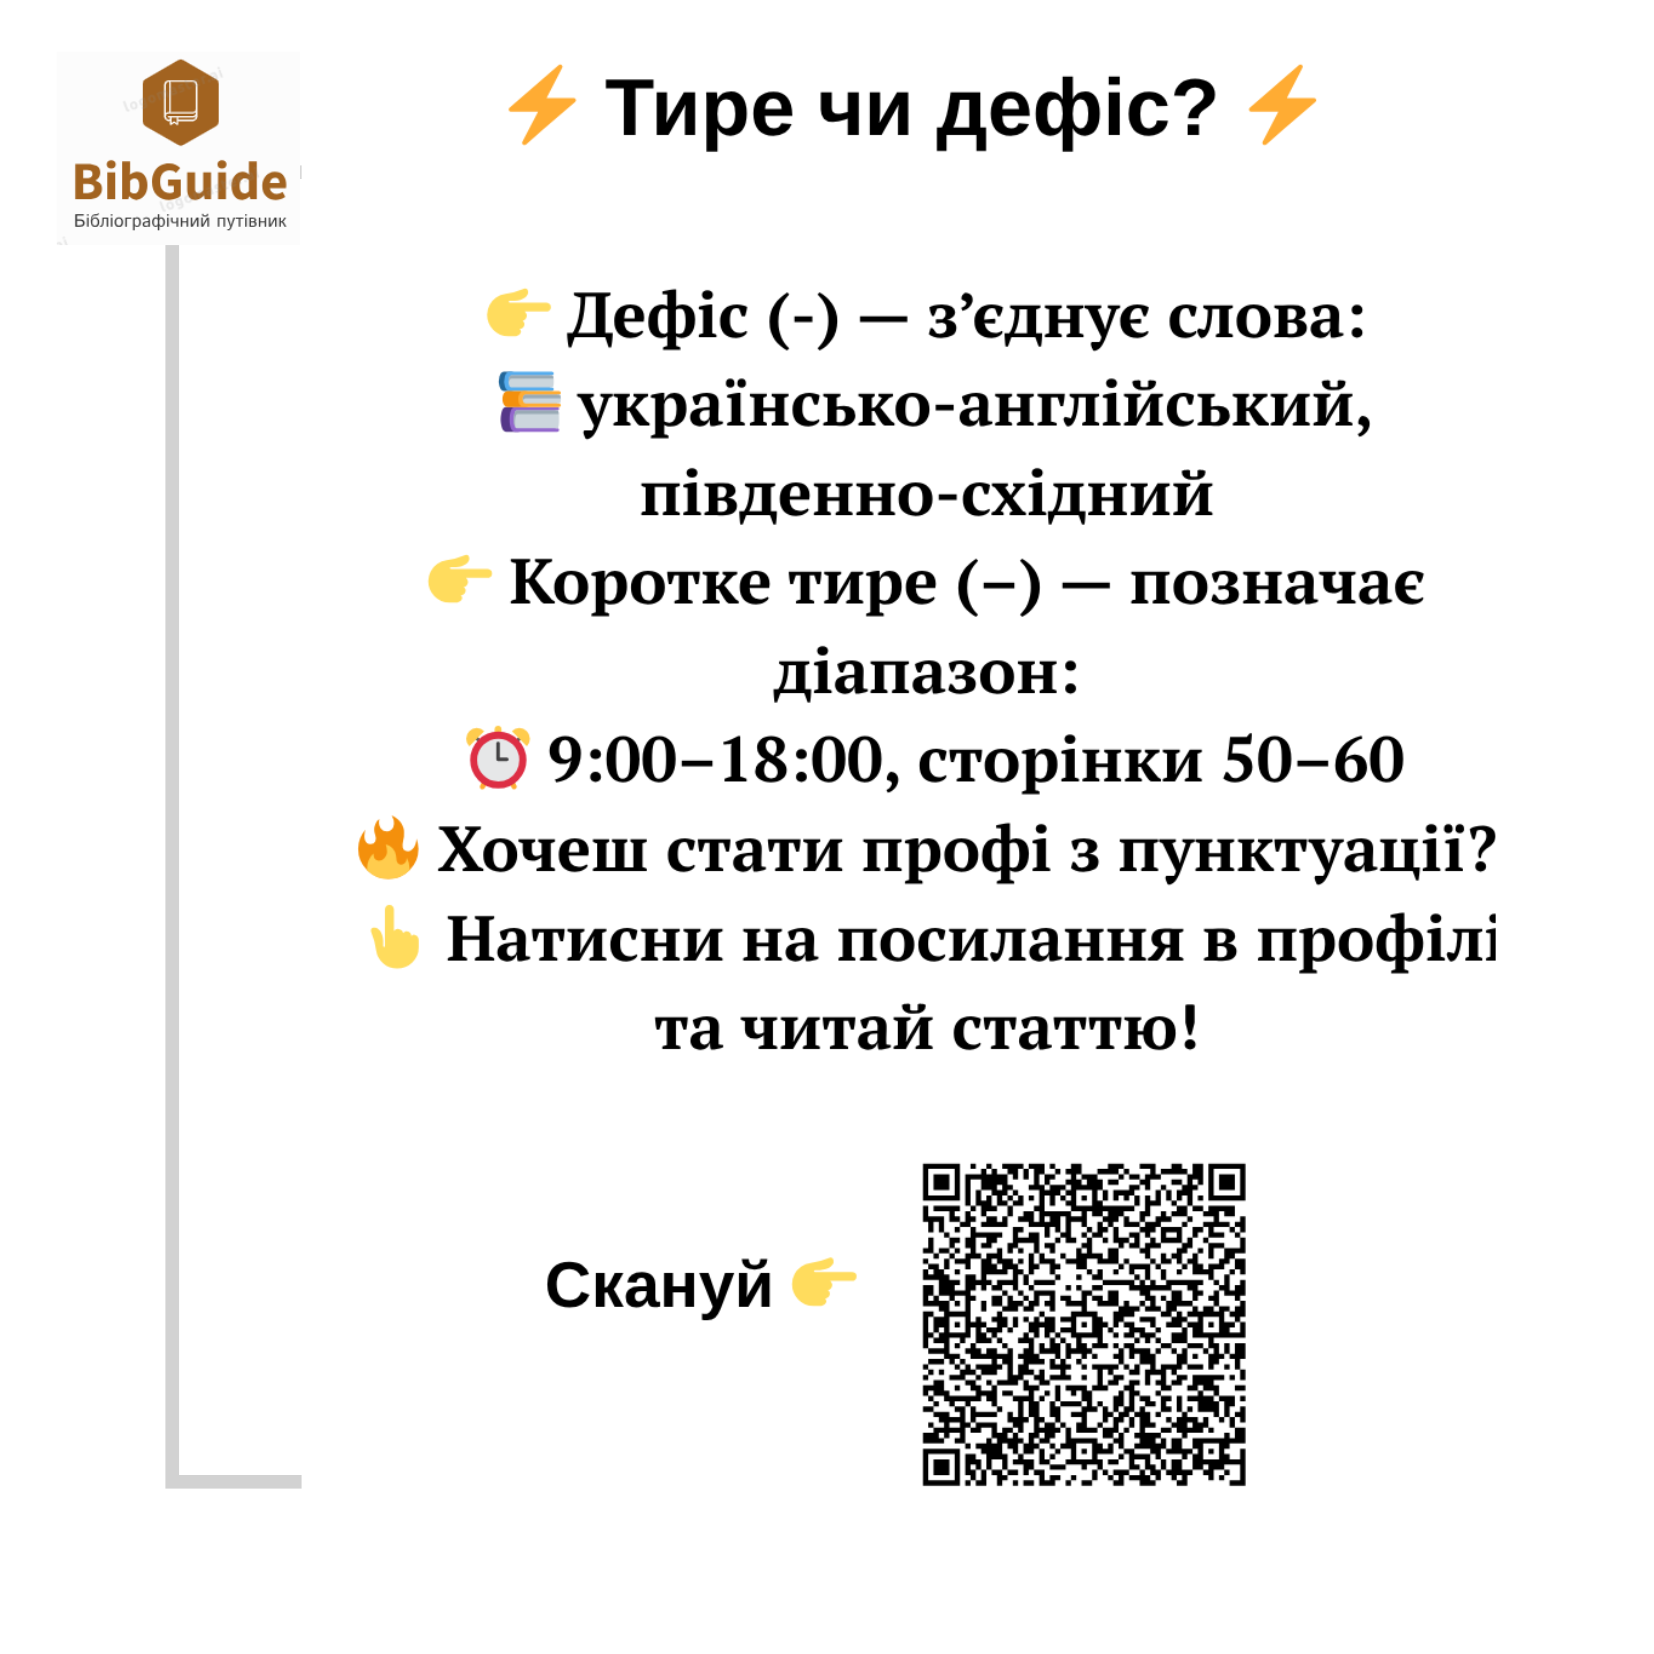 BibGuide
Бібліографічний путівник
⚡ Тире чи дефіс? ⚡
👉 Дефіс (-) — з’єднує слова:
📚 українсько-англійський,
південно-східний
👉 Коротке тире (–) — позначає
діапазон:
⏰ 9:00–18:00, сторінки 50–60
🔥 Хочеш стати профі з пунктуації?
👆 Натисни на посилання в профілі
та читай статтю!
Скануй 👉